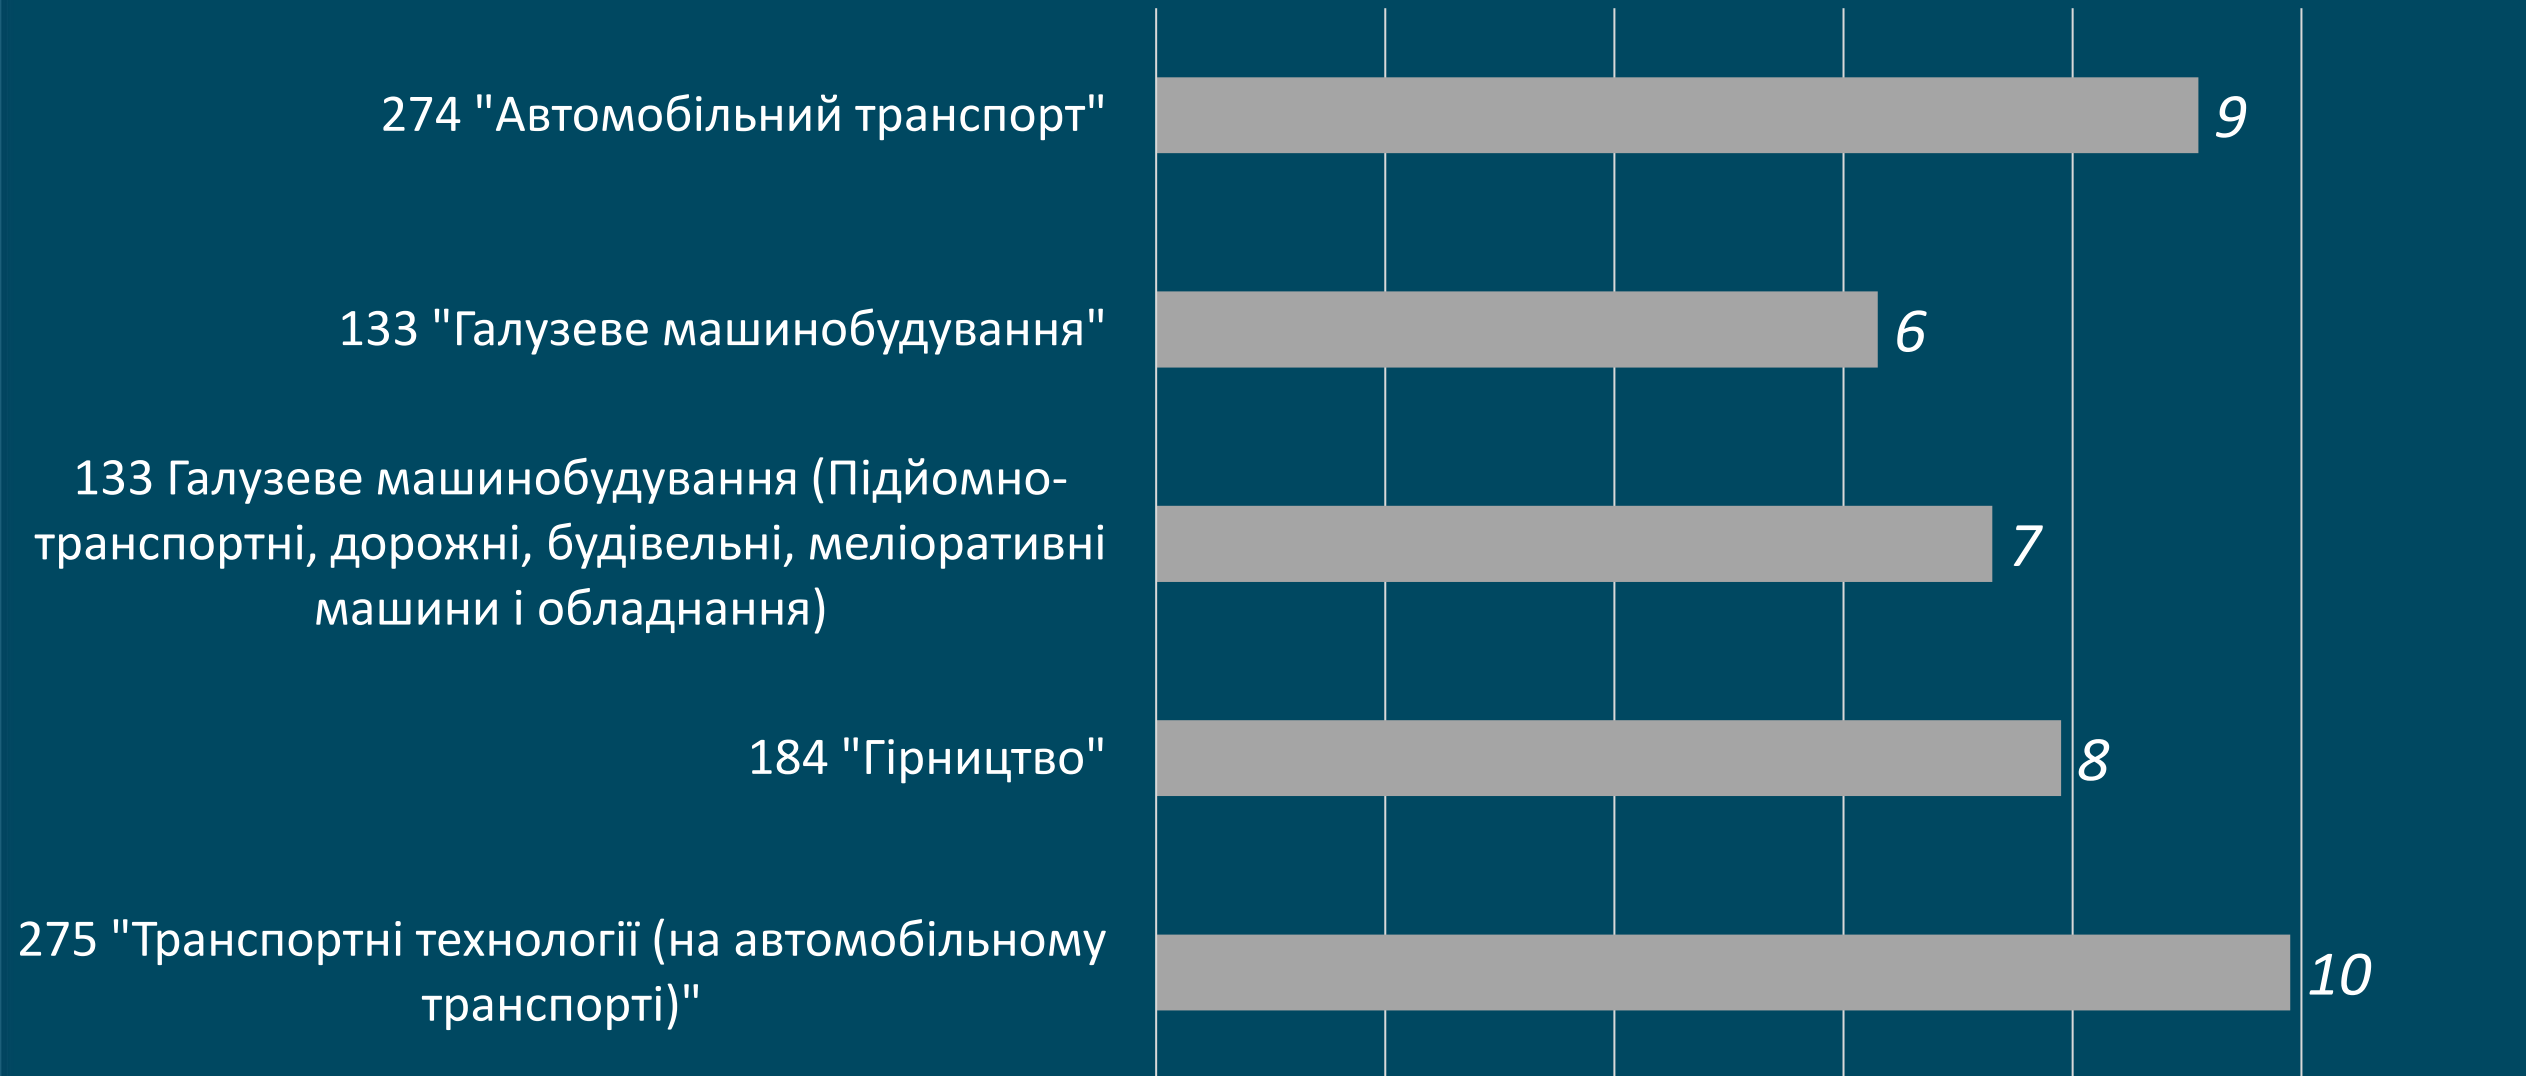 274 "Автомобільний транспорт"
9
133 "Галузеве машинобудування"
6
133 Галузеве машинобудування (Підйомно-
транспортні, дорожні, будівельні, меліоративні
машини і обладнання)
7
184 "Гірництво"
8
275 "Транспортні технології (на автомобільному
транспорті)"
10